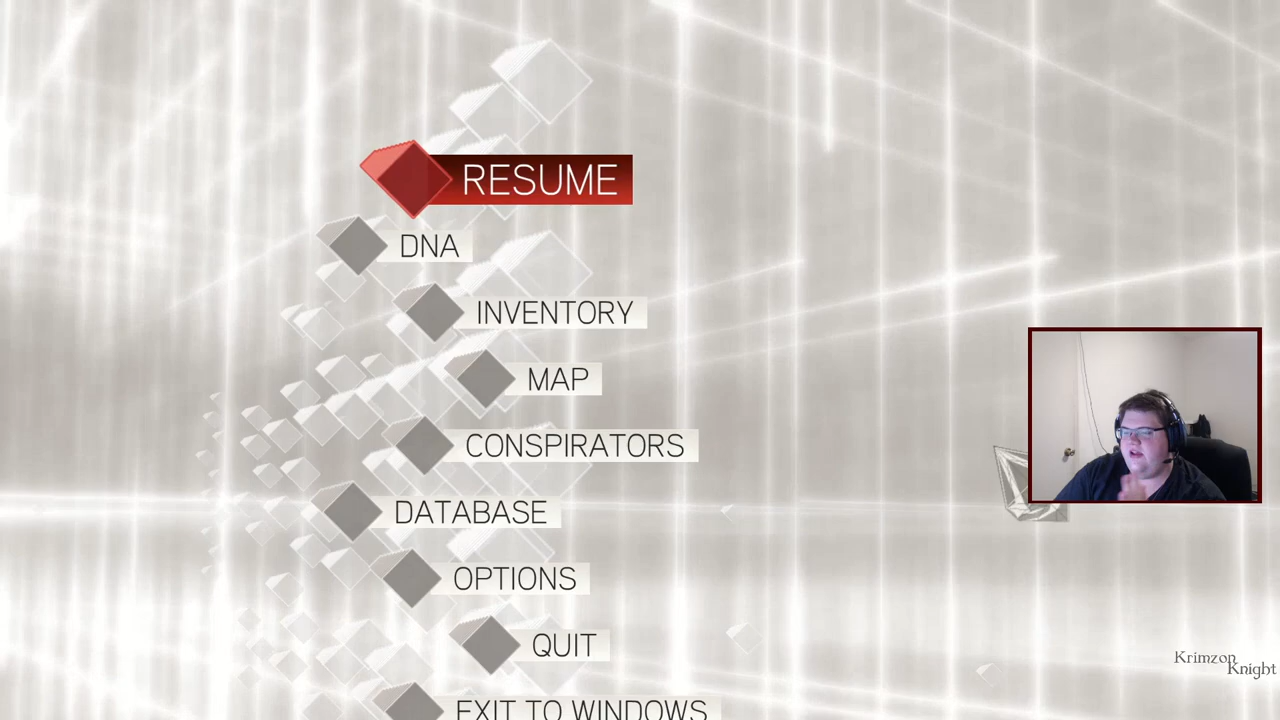 RESUME
DNA
INVENTORY
MAP
CONSPIRATORS
DATABASE
OPTIONS
QUIT
Krimzon
Knight
EXIT TO WINDOWS